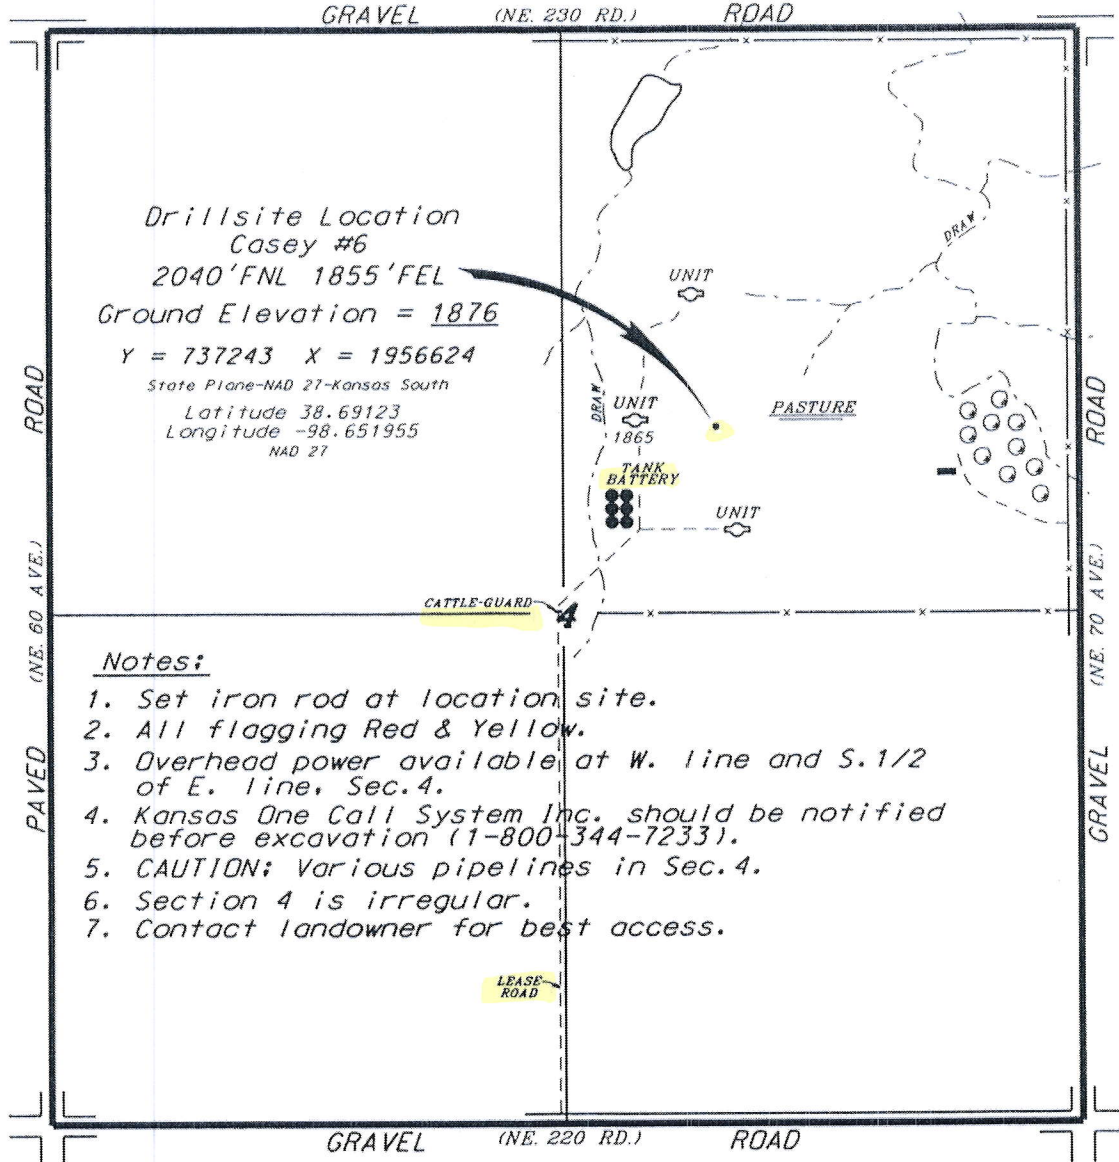 GRAVEL (NE. 230 RD.) ROAD
Drillsite Location
Casey #6
2040'FNL 1855'FEL
Ground Elevation = 1876
Y = 737243 X = 1956624
State Plane-NAD 27-Kansas South
Latitude 38.69123
Longitude -98.651955
NAD 27
UNIT
DRAW
DRAW
UNIT
1865
PASTURE
TANK
BATTERY
UNIT
CATTLE-GUARD
4
PAVED (NE. 60 AVE.) ROAD
GRAVEL (NE. 70 AVE.) ROAD
Notes:
1. Set iron rod at location site.
2. All flagging Red & Yellow.
3. Overhead power available at W. line and S.1/2
of E. line, Sec.4.
4. Kansas One Call System Inc. should be notified
before excavation (1-800-344-7233).
5. CAUTION: Various pipelines in Sec.4.
6. Section 4 is irregular.
7. Contact landowner for best access.
LEASE
ROAD
GRAVEL (NE. 220 RD.) ROAD